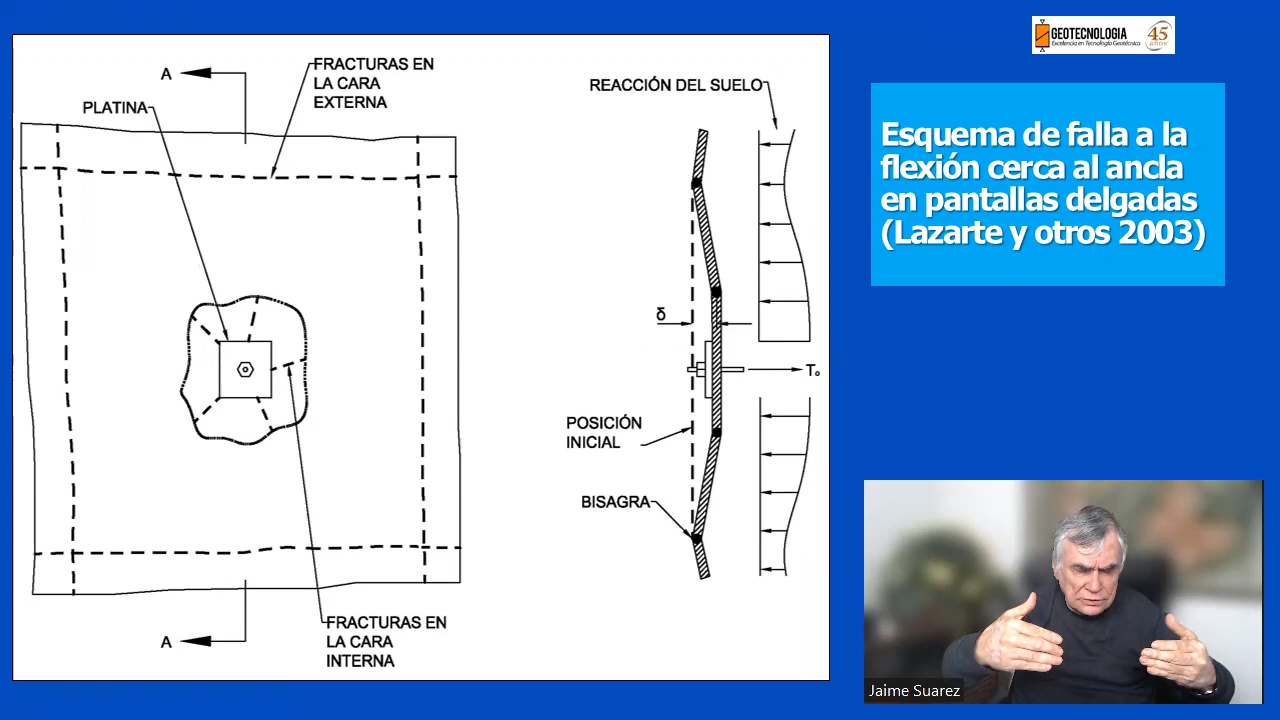 GEOTECNOLOGIA
Excelencia en Tecnología Geotécnica
45
AÑOS
Esquema de falla a la
flexión cerca al ancla
en pantallas delgadas
(Lazarte y otros 2003)
A
FRACTURAS EN
LA CARA
EXTERNA
PLATINA
REACCIÓN DEL SUELO
δ
T₀
POSICIÓN
INICIAL
BISAGRA
FRACTURAS EN
LA CARA
INTERNA
A
Jaime Suarez